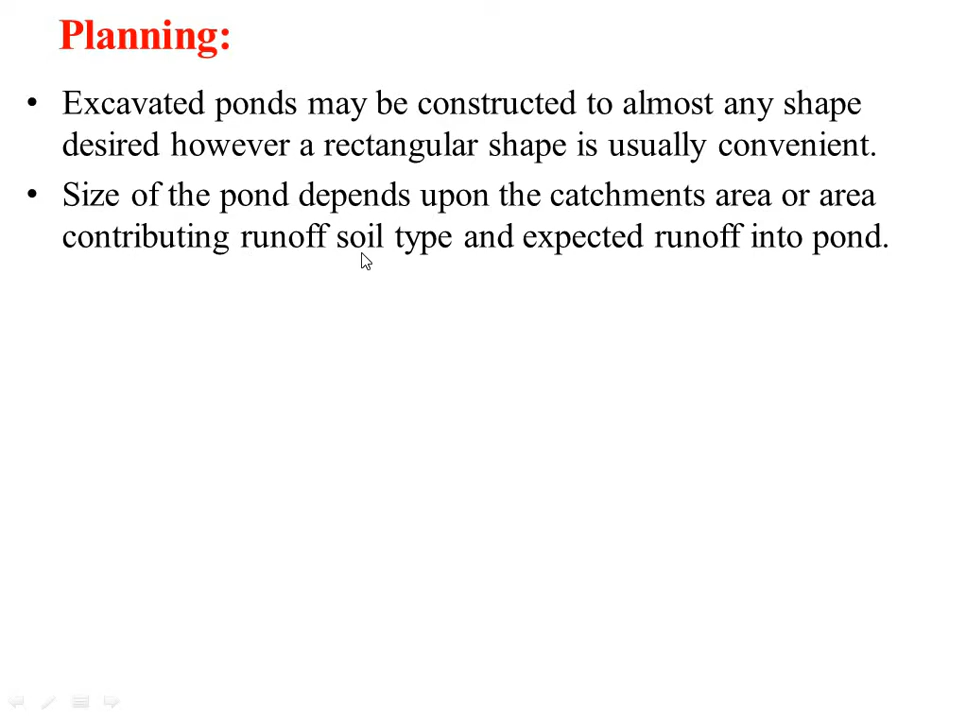 Planning:
• Excavated ponds may be constructed to almost any shape
desired however a rectangular shape is usually convenient.
• Size of the pond depends upon the catchments area or area
contributing runoff soil type and expected runoff into pond.